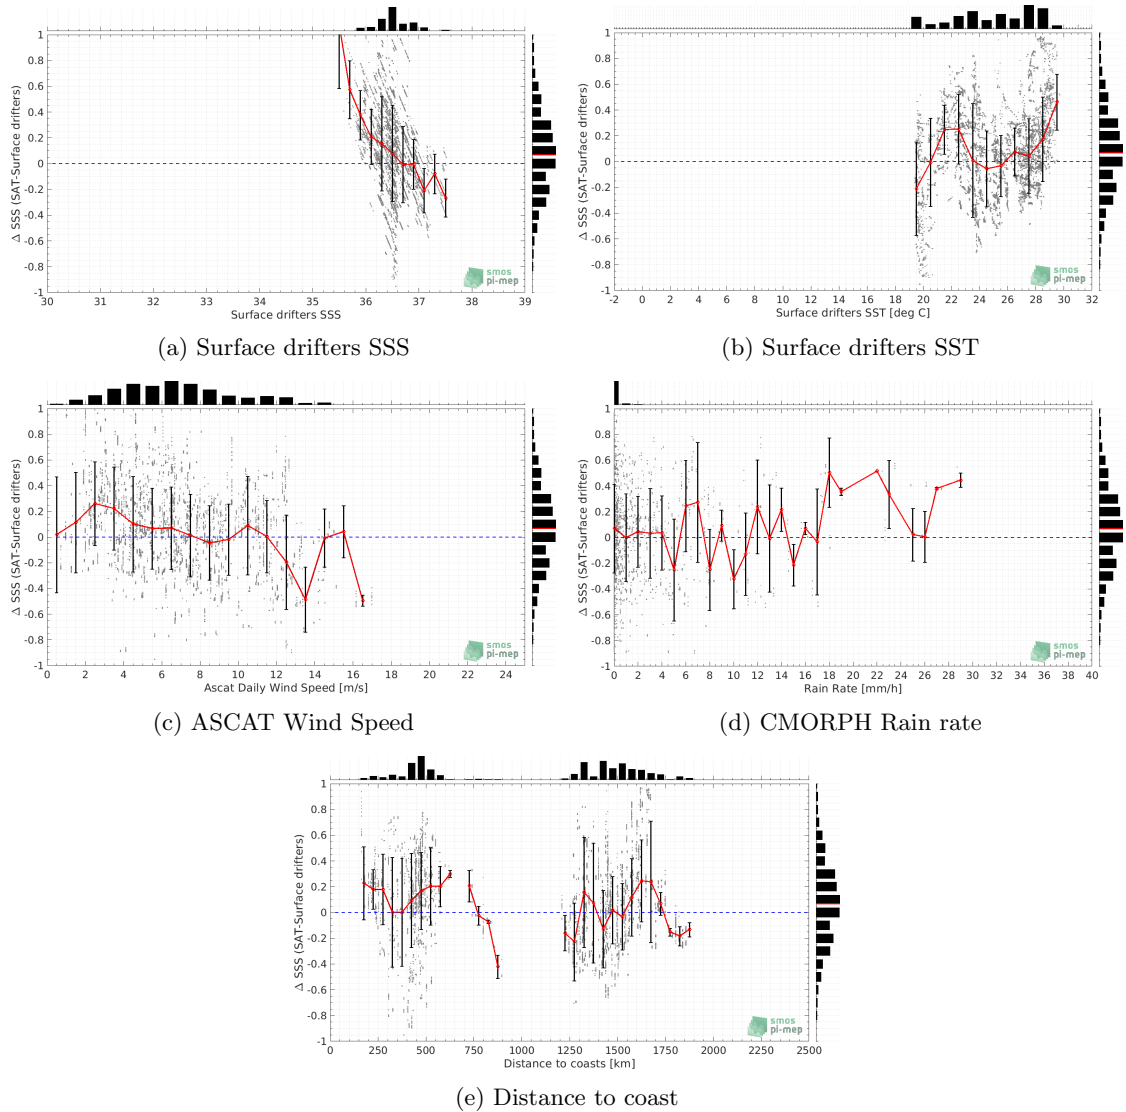 1
0.8
0.6
0.4
0.2
0
-0.2
-0.4
-0.6
-0.8
-1
Δ SSS (SAT-Surface drifters)
smos
pi-mep
30 31 32 33 34 35 36 37 38 39
Surface drifters SSS
(a) Surface drifters SSS
1
0.8
0.6
0.4
0.2
0
-0.2
-0.4
-0.6
-0.8
-1
Δ SSS (SAT-Surface drifters)
smos
pi-mep
-2 0 2 4 6 8 10 12 14 16 18 20 22 24 26 28 30 32
Surface drifters SST [deg C]
(b) Surface drifters SST
1
0.8
0.6
0.4
0.2
0
-0.2
-0.4
-0.6
-0.8
-1
Δ SSS (SAT-Surface drifters)
smos
pi-mep
0 2 4 6 8 10 12 14 16 18 20 22 24
Ascat Daily Wind Speed [m/s]
(c) ASCAT Wind Speed
1
0.8
0.6
0.4
0.2
0
-0.2
-0.4
-0.6
-0.8
-1
Δ SSS (SAT-Surface drifters)
smos
pi-mep
0 2 4 6 8 10 12 14 16 18 20 22 24 26 28 30 32 34 36 38 40
Rain Rate [mm/h]
(d) CMORPH Rain rate
1
0.8
0.6
0.4
0.2
0
-0.2
-0.4
-0.6
-0.8
-1
Δ SSS (SAT-Surface drifters)
smos
pi-mep
0 250 500 750 1000 1250 1500 1750 2000 2250 2500
Distance to coasts [km]
(e) Distance to coast